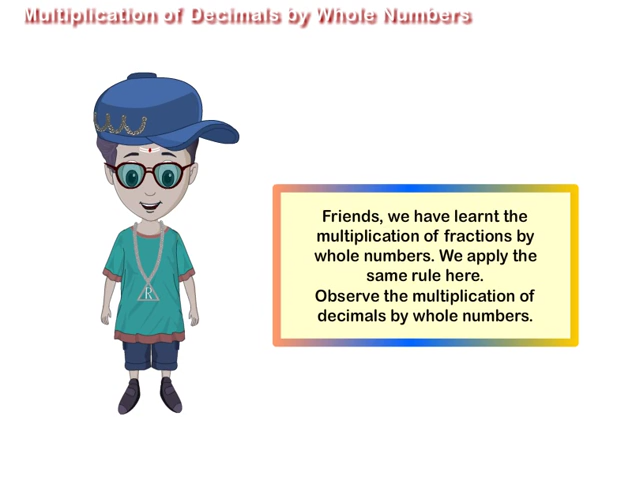 Multiplication of Decimals by Whole Numbers
Friends, we have learnt the
multiplication of fractions by
whole numbers. We apply the
same rule here.
Observe the multiplication of
decimals by whole numbers.
R